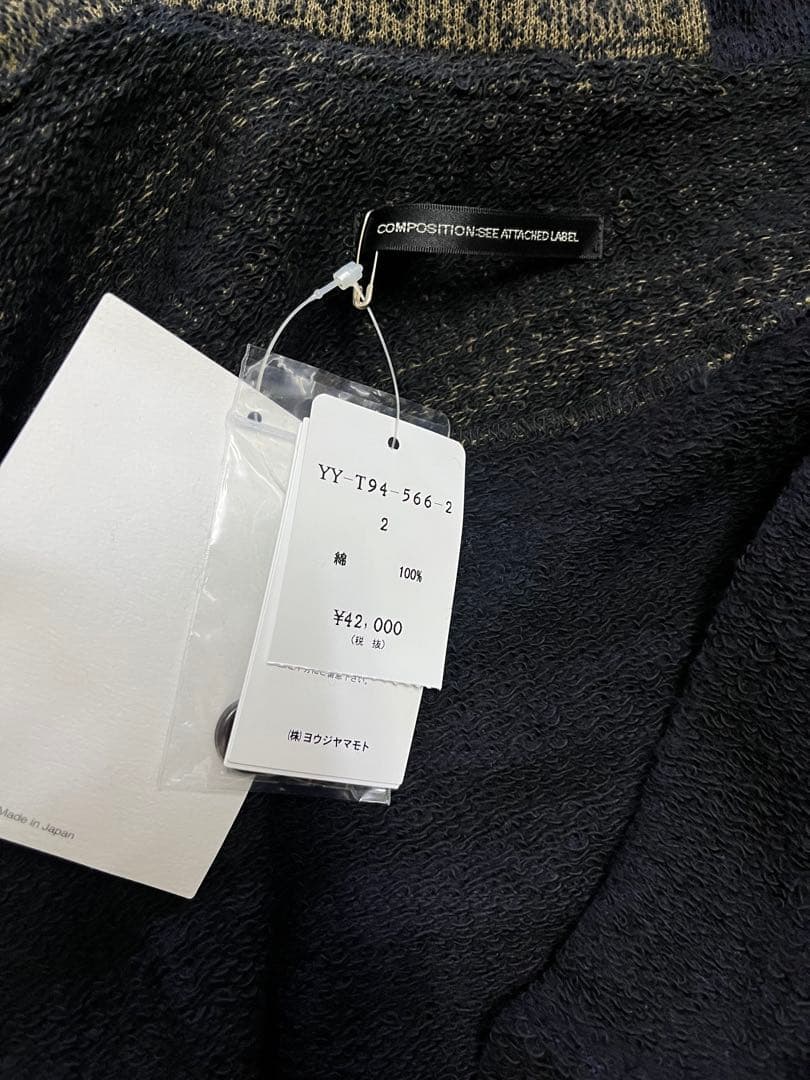 COMPOSITION:SEE ATTACHED LABEL
YY-T94-566-2
2
綿 100%
¥42,000
(税 抜)
(株)ヨウジヤマモト
Made in Japan